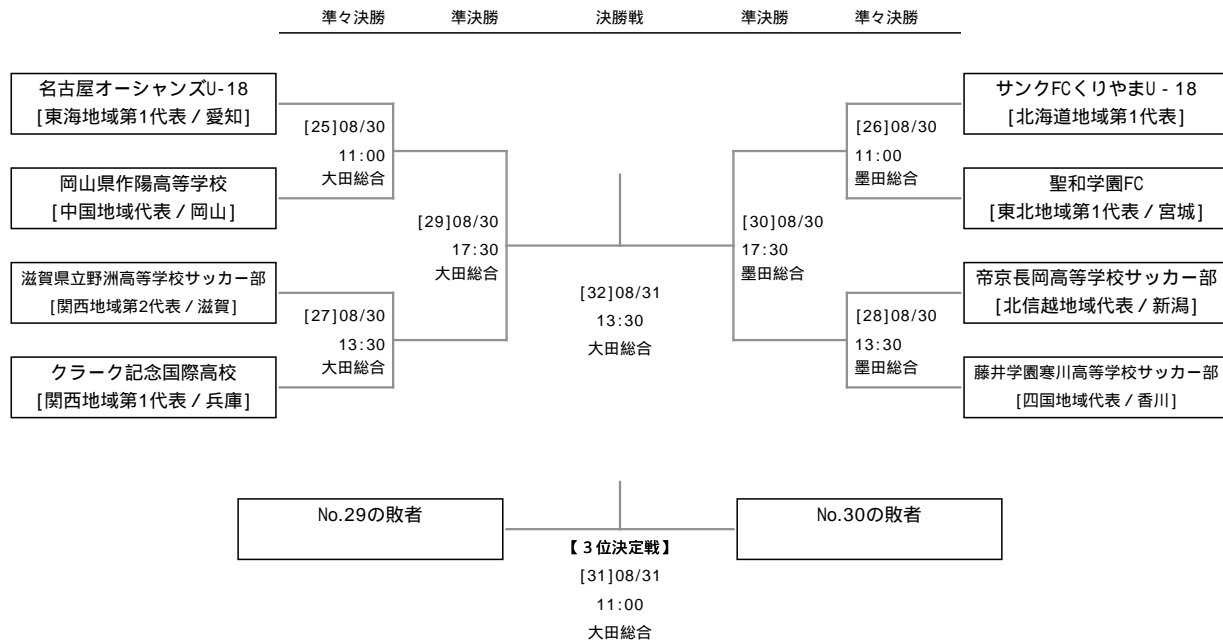 準々決勝 準決勝 決勝戦 準決勝 準々決勝
名古屋オーシャンズU-18
[東海地域第1代表 / 愛知]
[25]08/30
11:00
大田総合
岡山県作陽高等学校
[中国地域代表 / 岡山]
[29]08/30
17:30
大田総合
滋賀県立野洲高等学校サッカー部
[関西地域第2代表 / 滋賀]
[27]08/30
13:30
大田総合
クラーク記念国際高校
[関西地域第1代表 / 兵庫]
[32]08/31
13:30
大田総合
サンクFCくりやまU - 18
[北海道地域第1代表]
[26]08/30
11:00
墨田総合
聖和学園FC
[東北地域第1代表 / 宮城]
[30]08/30
17:30
墨田総合
帝京長岡高等学校サッカー部
[北信越地域代表 / 新潟]
[28]08/30
13:30
墨田総合
藤井学園寒川高等学校サッカー部
[四国地域代表 / 香川]
No.29の敗者
No.30の敗者
【３位決定戦】
[31]08/31
11:00
大田総合